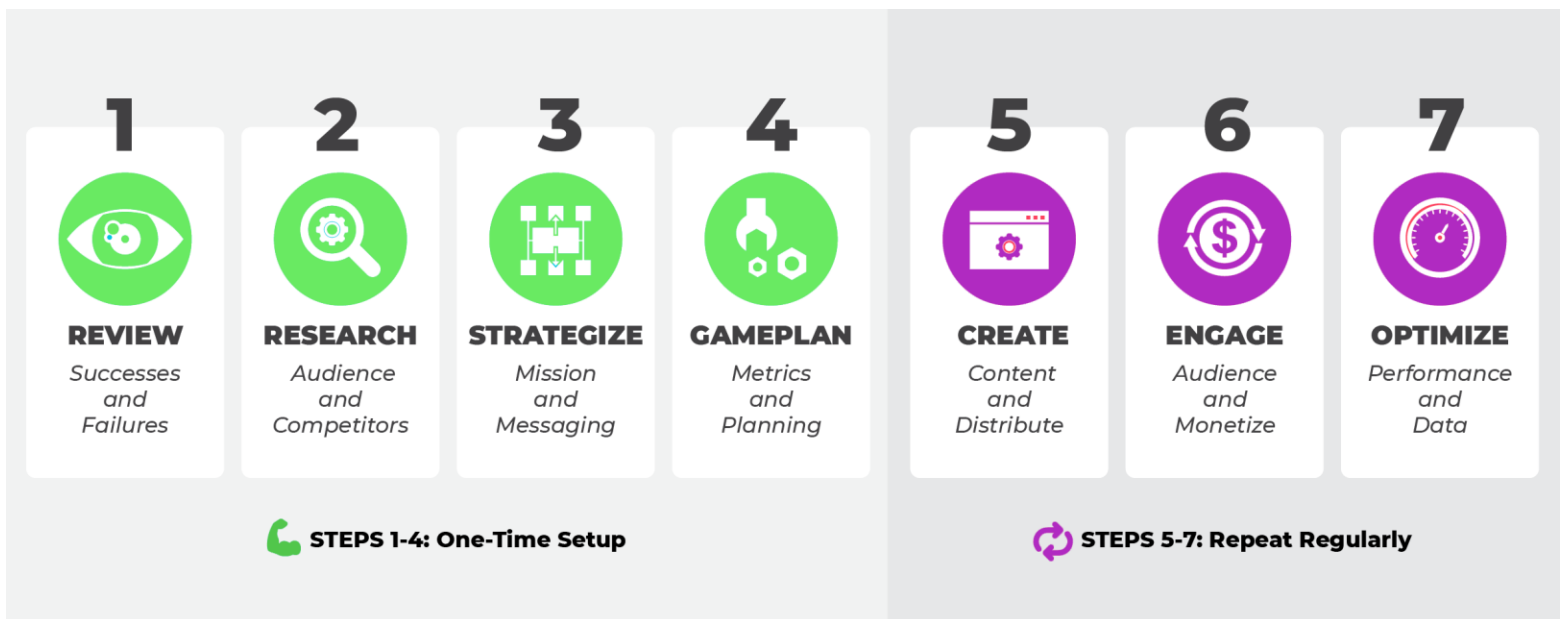 1
REVIEW
Successes
and
Failures
2
RESEARCH
Audience
and
Competitors
3
STRATEGIZE
Mission
and
Messaging
4
GAMEPLAN
Metrics
and
Planning
STEPS 1-4: One-Time Setup
5
CREATE
Content
and
Distribute
6
$
ENGAGE
Audience
and
Monetize
7
OPTIMIZE
Performance
and
Data
STEPS 5-7: Repeat Regularly